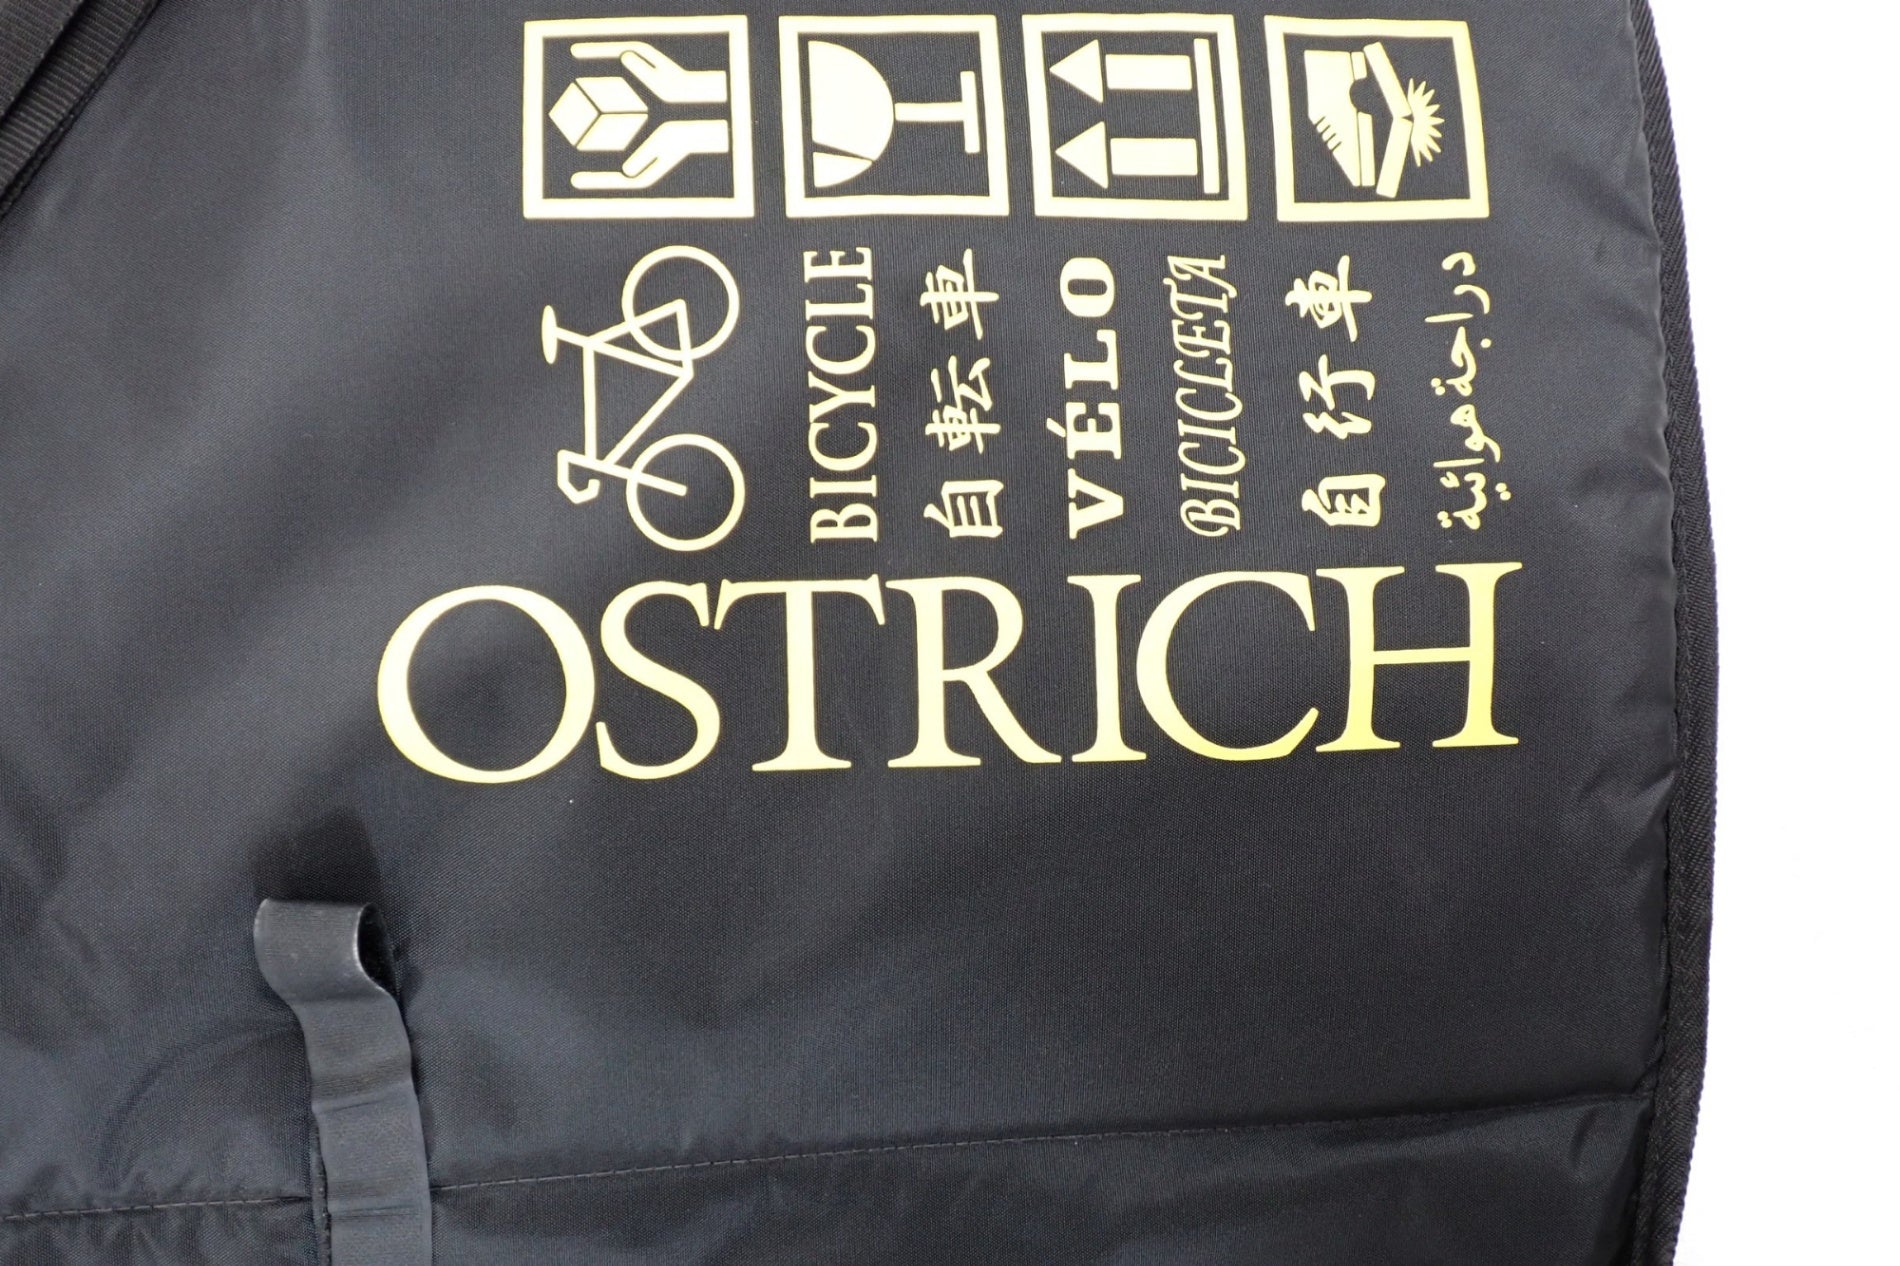 BICYCLE
自転車
VÉLO
BICICLETA
自行車
دراجة هوائية
OSTRICH